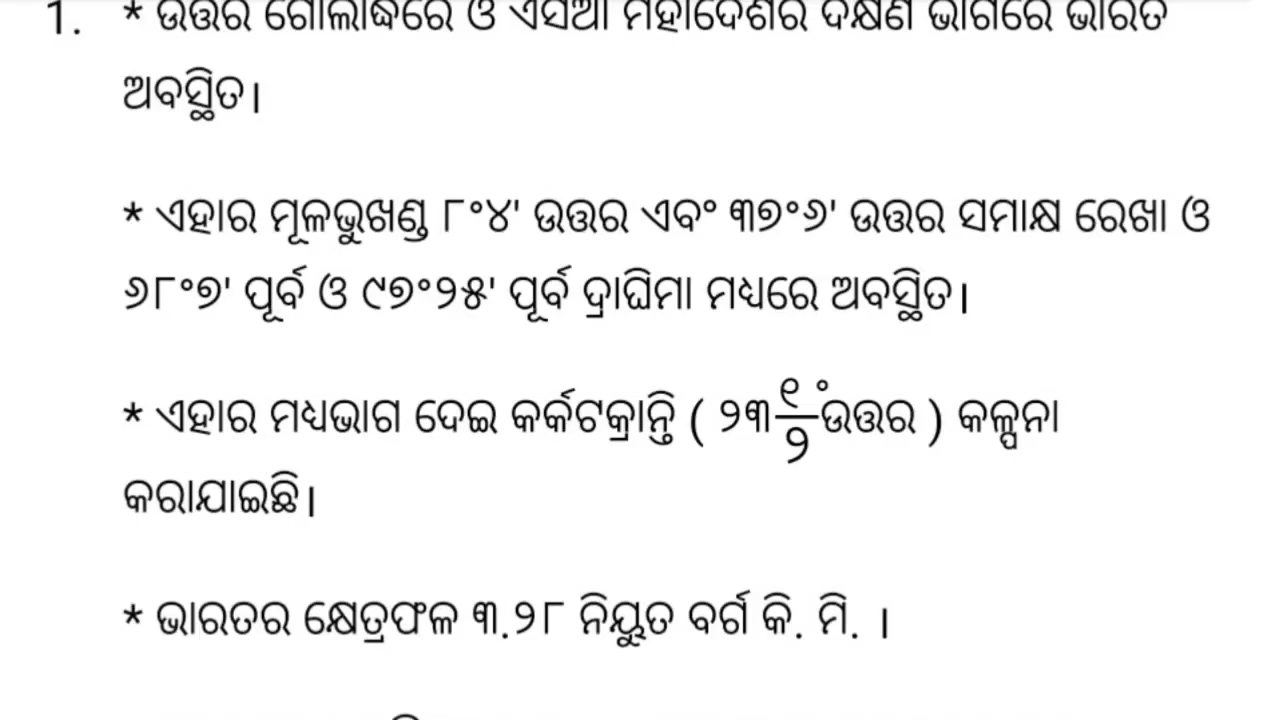 1. * ଉତ୍ତର ଗୋଲାର୍ଦ୍ଧରେ ଓ ଏସିଆ ମହାଦେଶର ଦକ୍ଷିଣ ଭାଗରେ ଭାରତ
ଅବସ୍ଥିତ।
* ଏହାର ମୂଳଭୁଖଣ୍ଡ ୮°୪' ଉତ୍ତର ଏବଂ ୩୭°୬' ଉତ୍ତର ସମାକ୍ଷ ରେଖା ଓ
୬୮°୭' ପୂର୍ବ ଓ ୯୭°୨୫' ପୂର୍ବ ଦ୍ରାଘିମା ମଧ୍ୟରେ ଅବସ୍ଥିତ।
* ଏହାର ମଧ୍ୟଭାଗ ଦେଇ କର୍କଟକ୍ରାନ୍ତି ( ୨୩ ୧/୨° ଉତ୍ତର ) କଳ୍ପନା
କରାଯାଇଛି।
* ଭାରତର କ୍ଷେତ୍ରଫଳ ୩.୨୮ ନିୟୁତ ବର୍ଗ କି. ମି. ।